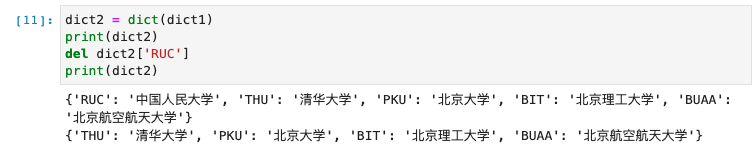 [11]: dict2 = dict(dict1)
print(dict2)
del dict2['RUC']
print(dict2)
{'RUC': '中国人民大学', 'THU': '清华大学', 'PKU': '北京大学', 'BIT': '北京理工大学', 'BUAA':
'北京航空航天大学'}
{'THU': '清华大学', 'PKU': '北京大学', 'BIT': '北京理工大学', 'BUAA': '北京航空航天大学'}